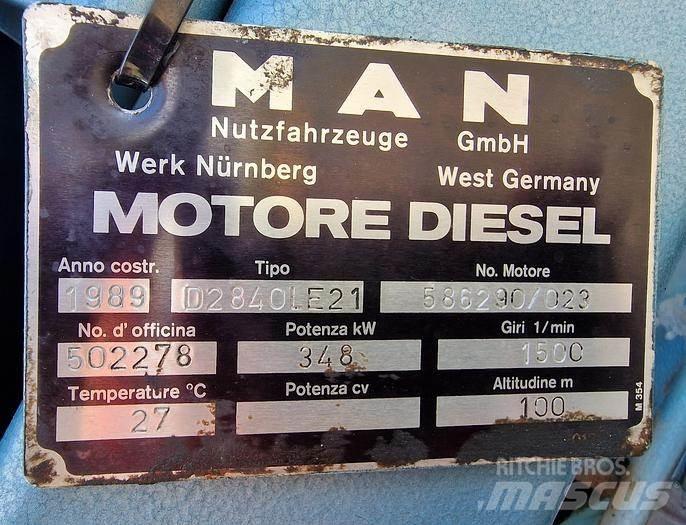 MAN
Nutzfahrzeuge GmbH
Werk Nürnberg West Germany
MOTORE DIESEL
Anno costr. Tipo No. Motore
1989 D2840LE21 586290/023
No. d' officina Potenza kW Giri 1/min
502278 348 1500
Temperature °C Potenza cv Altitudine m
27 100
M 354
RITCHIE BROS.
MASCUS